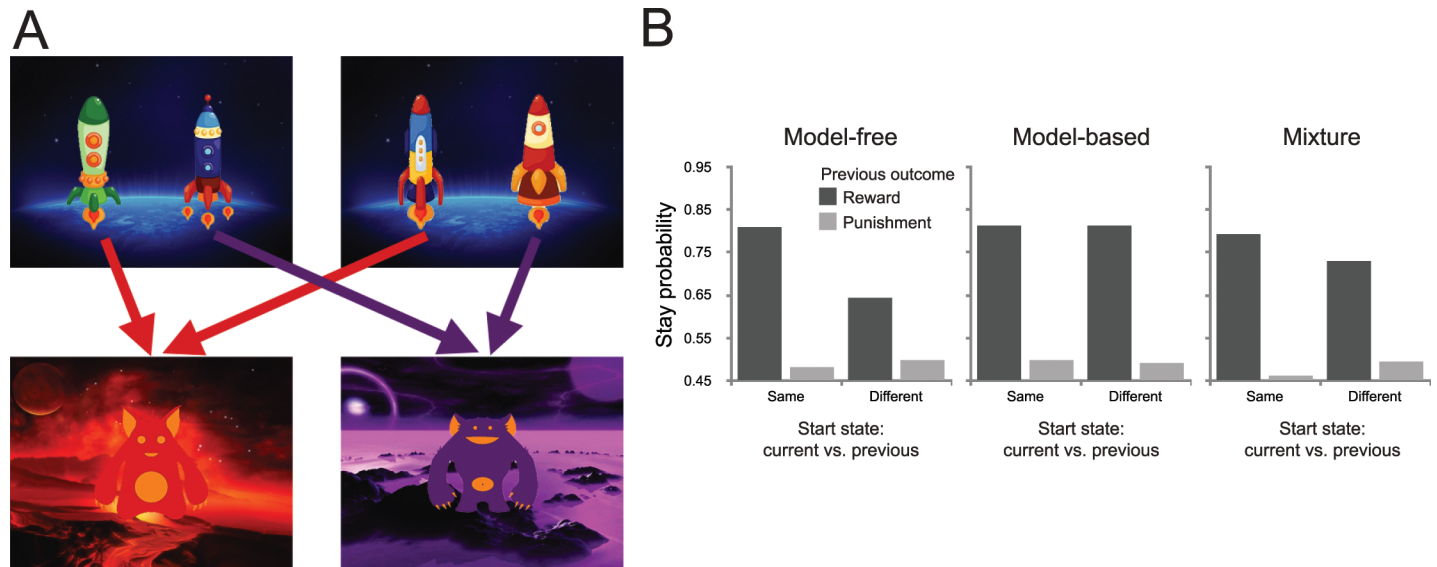 A
B
Model-free
Model-based
Mixture
Previous outcome
Reward
Punishment
Stay probability
0.95
0.85
0.75
0.65
0.55
0.45
Same
Different
Same
Different
Same
Different
Start state:
current vs. previous
Start state:
current vs. previous
Start state:
current vs. previous